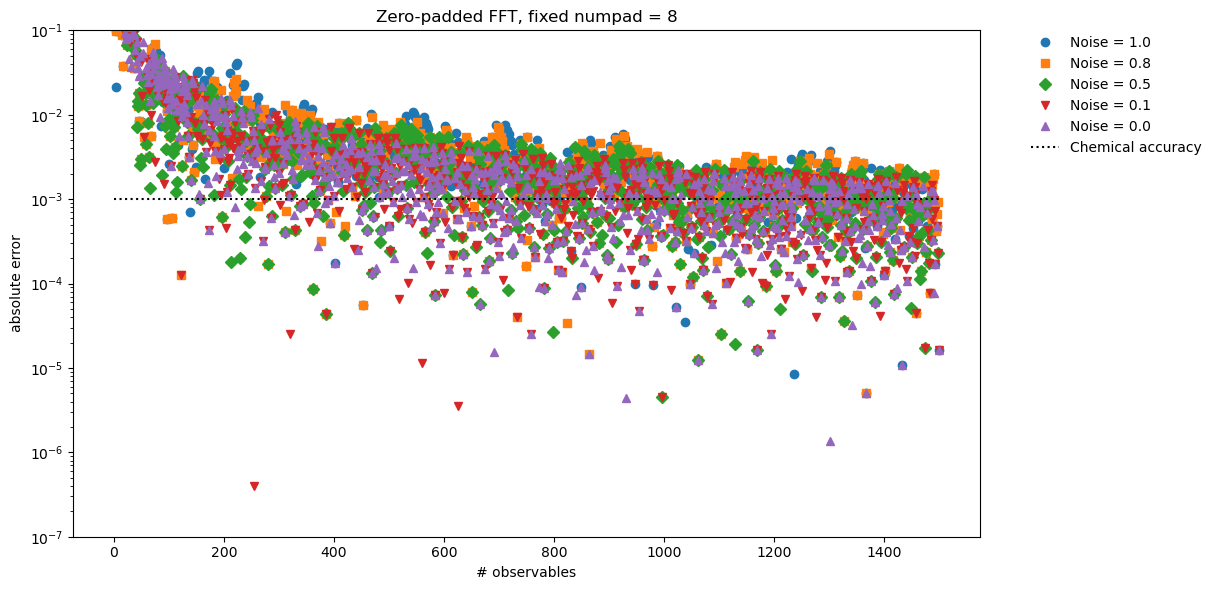 Zero-padded FFT, fixed numpad = 8
absolute error
10⁻¹
10⁻²
10⁻³
10⁻⁴
10⁻⁵
10⁻⁶
10⁻⁷
0 200 400 600 800 1000 1200 1400
# observables
Noise = 1.0
Noise = 0.8
Noise = 0.5
Noise = 0.1
Noise = 0.0
Chemical accuracy